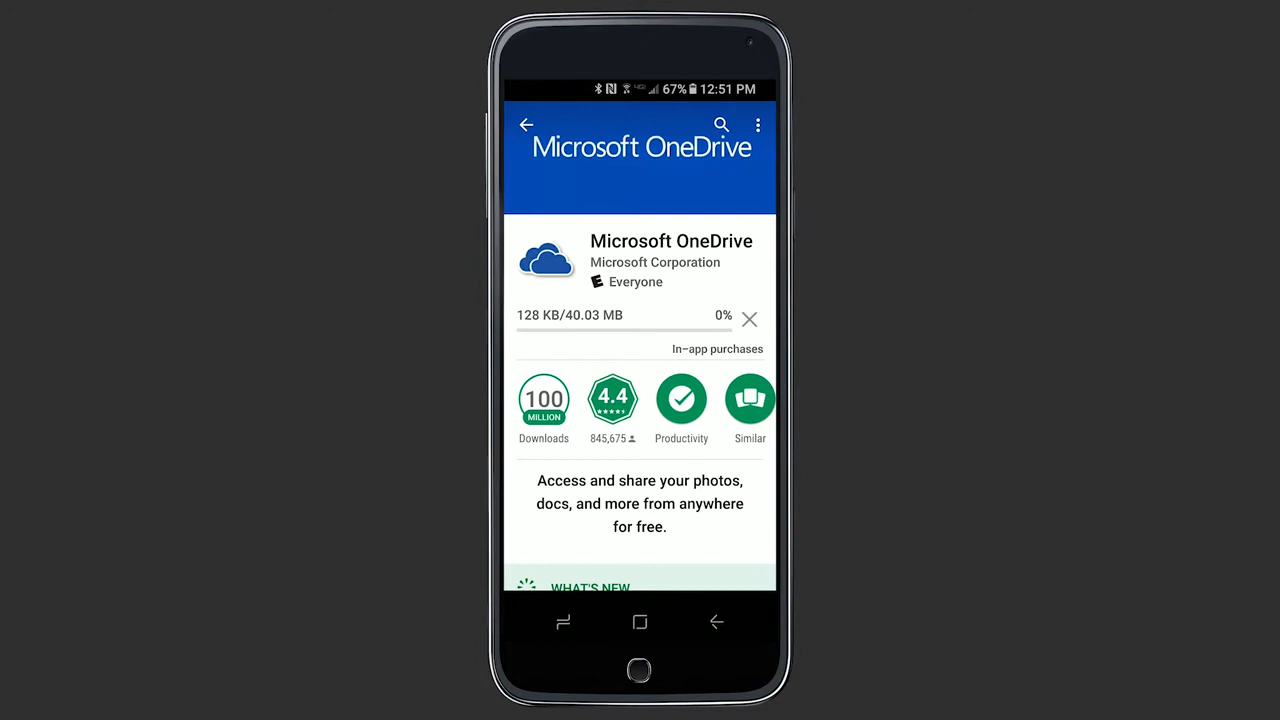 67% 12:51 PM
Microsoft OneDrive
Microsoft OneDrive
Microsoft Corporation
E Everyone
128 KB/40.03 MB 0%
In-app purchases
100 MILLION
4.4
Downloads 845,675 Productivity Similar
Access and share your photos,
docs, and more from anywhere
for free.
WHAT'S NEW